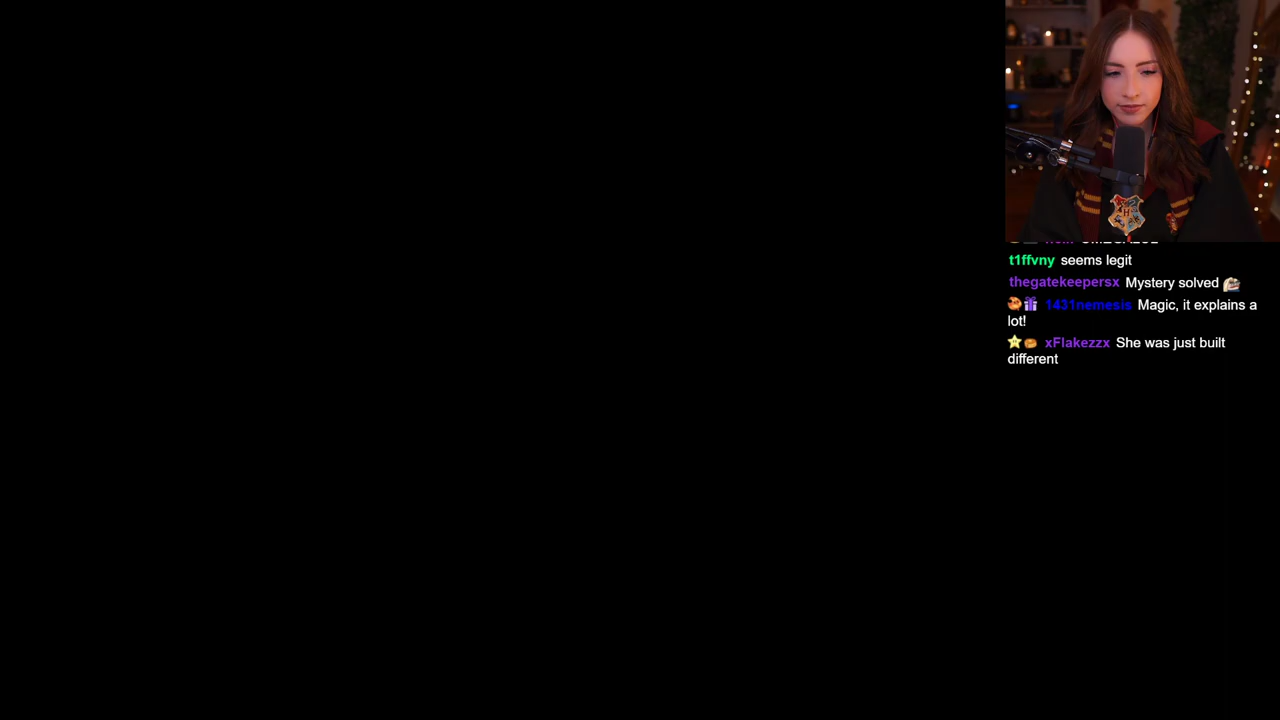 t1ffvny seems legit
thegatekeepersx Mystery solved
1431nemesis Magic, it explains a
lot!
xFlakezzx She was just built
different
H